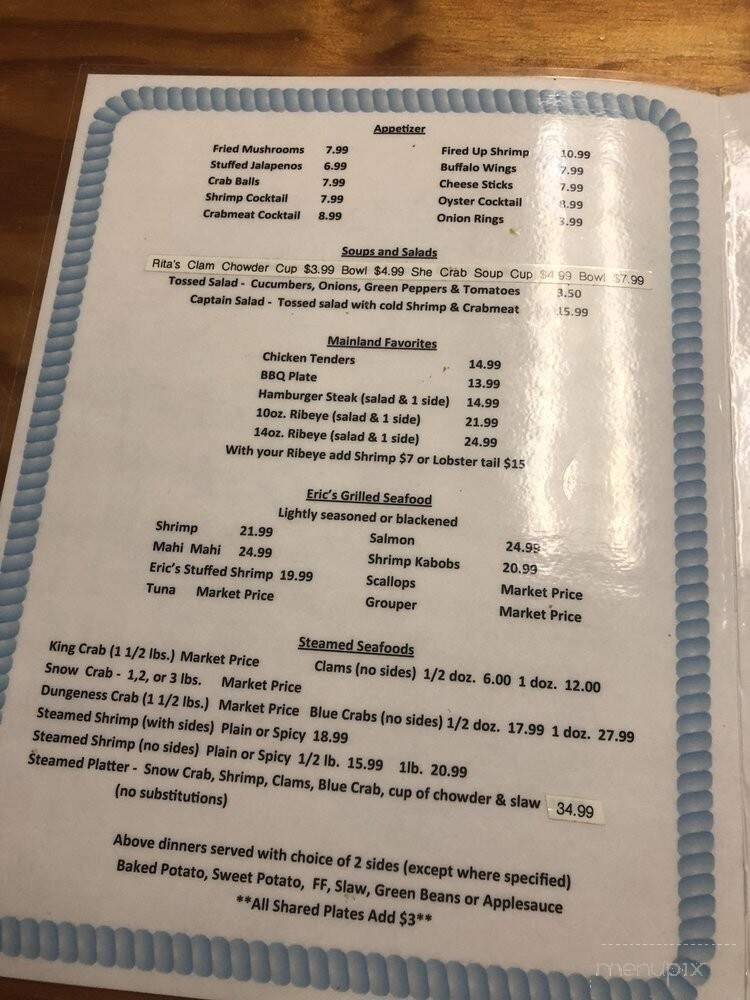 Appetizer
Fried Mushrooms 7.99 Fired Up Shrimp 10.99
Stuffed Jalapenos 6.99 Buffalo Wings 7.99
Crab Balls 7.99 Cheese Sticks 7.99
Shrimp Cocktail 7.99 Oyster Cocktail 8.99
Crabmeat Cocktail 8.99 Onion Rings 3.99
Soups and Salads
Rita's Clam Chowder Cup $3.99 Bowl $4.99 She Crab Soup Cup $4.99 Bowl $7.99
Tossed Salad - Cucumbers, Onions, Green Peppers & Tomatoes 3.50
Captain Salad - Tossed salad with cold Shrimp & Crabmeat 15.99
Mainland Favorites
Chicken Tenders 14.99
BBQ Plate 13.99
Hamburger Steak (salad & 1 side) 14.99
10oz. Ribeye (salad & 1 side) 21.99
14oz. Ribeye (salad & 1 side) 24.99
With your Ribeye add Shrimp $7 or Lobster tail $15
Eric's Grilled Seafood
Lightly seasoned or blackened
Shrimp 21.99 Salmon 24.99
Mahi Mahi 24.99 Shrimp Kabobs 20.99
Eric's Stuffed Shrimp 19.99 Scallops Market Price
Tuna Market Price Grouper Market Price
Steamed Seafoods
King Crab (1 1/2 lbs.) Market Price Clams (no sides) 1/2 doz. 6.00 1 doz. 12.00
Snow Crab - 1,2, or 3 lbs. Market Price
Dungeness Crab (1 1/2 lbs.) Market Price Blue Crabs (no sides) 1/2 doz. 17.99 1 doz. 27.99
Steamed Shrimp (with sides) Plain or Spicy 18.99
Steamed Shrimp (no sides) Plain or Spicy 1/2 lb. 15.99 1lb. 20.99
Steamed Platter - Snow Crab, Shrimp, Clams, Blue Crab, cup of chowder & slaw 34.99
(no substitutions)
Above dinners served with choice of 2 sides (except where specified)
Baked Potato, Sweet Potato, FF, Slaw, Green Beans or Applesauce
**All Shared Plates Add $3**
menupix